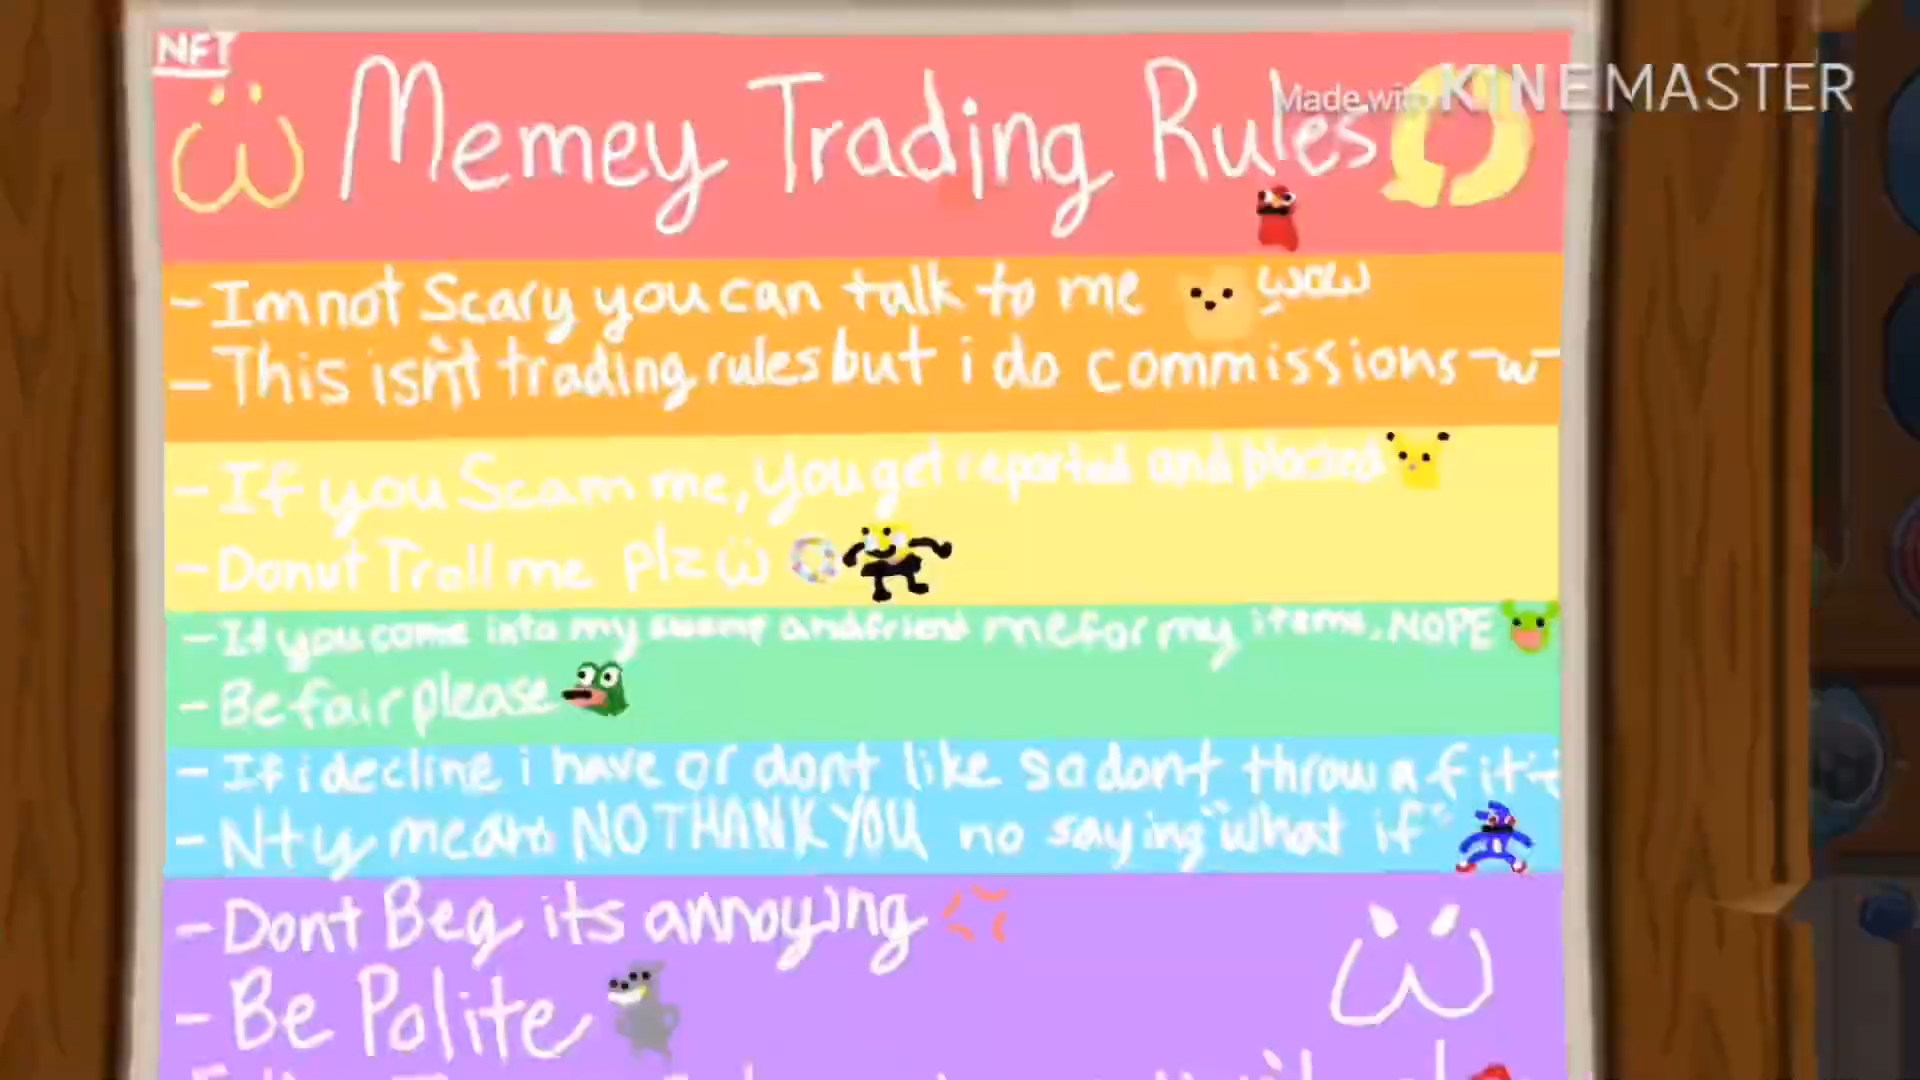 NFT
Memey Trading Rules
Made with KINEMASTER
- Im not Scary you can talk to me wow
- This isn't trading rules but i do commissions -w-
- If you Scam me, you get reported and blocked
- Donut Troll me plz ω
- If you come into my swamp and friend me for my items, NOPE
- Be fair please
- If i decline i have or dont like so dont throw a fit
- Nty means NO THANK YOU no saying "what if"
- Dont Beg its annoying
- Be Polite